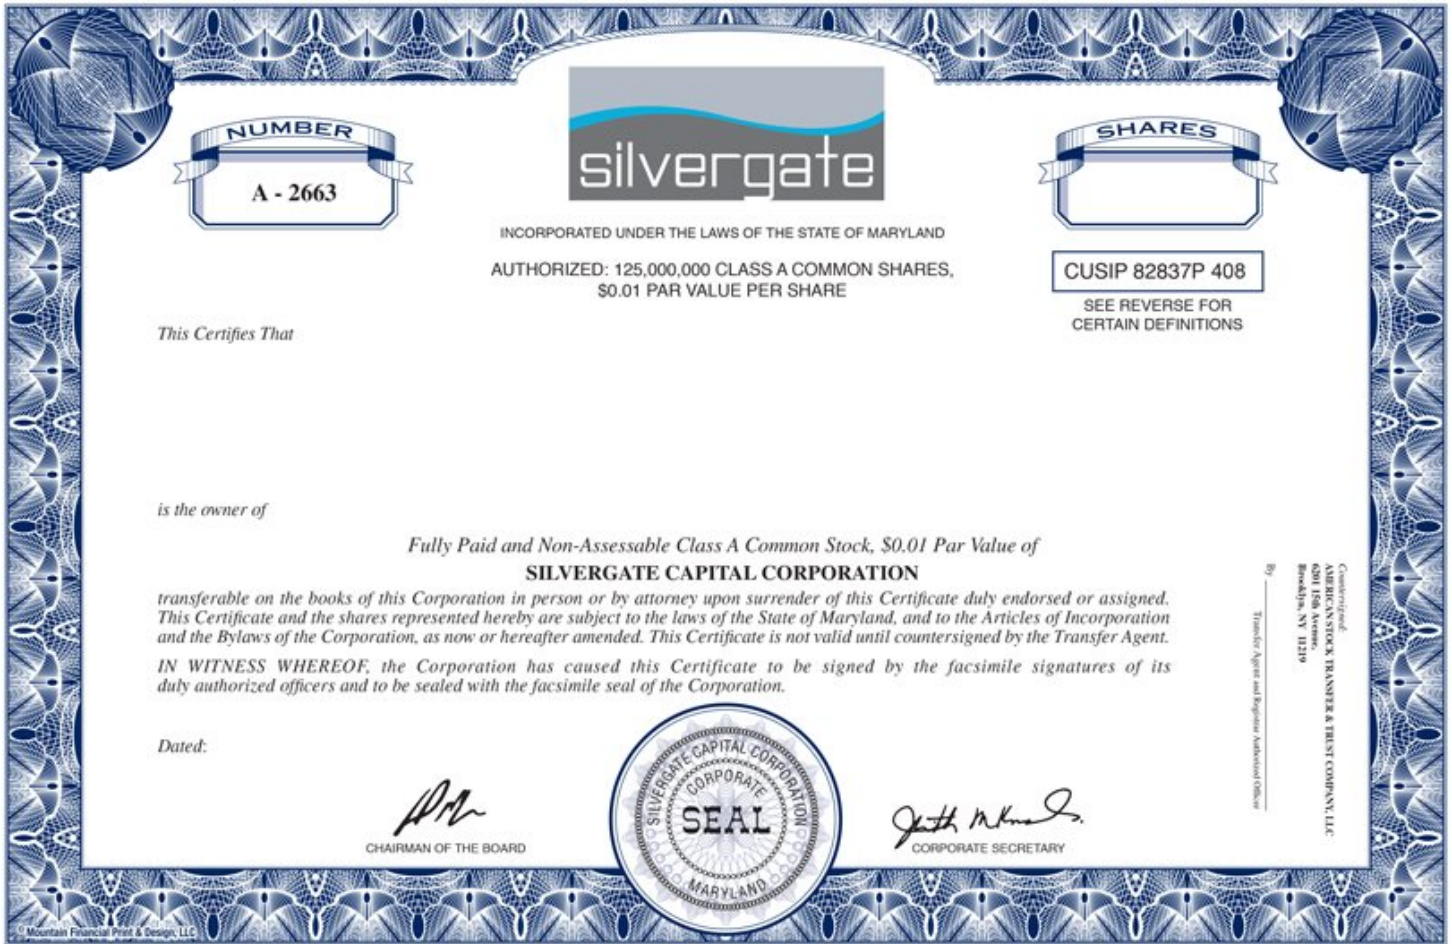 NUMBER
A - 2663
silvergate
SHARES
INCORPORATED UNDER THE LAWS OF THE STATE OF MARYLAND
AUTHORIZED: 125,000,000 CLASS A COMMON SHARES,
$0.01 PAR VALUE PER SHARE
CUSIP 82837P 408
SEE REVERSE FOR
CERTAIN DEFINITIONS
This Certifies That
is the owner of
Fully Paid and Non-Assessable Class A Common Stock, $0.01 Par Value of
SILVERGATE CAPITAL CORPORATION
transferable on the books of this Corporation in person or by attorney upon surrender of this Certificate duly endorsed or assigned.
This Certificate and the shares represented hereby are subject to the laws of the State of Maryland, and to the Articles of Incorporation
and the Bylaws of the Corporation, as now or hereafter amended. This Certificate is not valid until countersigned by the Transfer Agent.
IN WITNESS WHEREOF, the Corporation has caused this Certificate to be signed by the facsimile signatures of its
duly authorized officers and to be sealed with the facsimile seal of the Corporation.
Dated:
CHAIRMAN OF THE BOARD
SILVERGATE CAPITAL CORPORATION
CORPORATE
SEAL
MARYLAND
CORPORATE SECRETARY
Countersigned:
AMERICAN STOCK TRANSFER & TRUST COMPANY, LLC
6201 15th Avenue,
Brooklyn, NY 11219
By
Transfer Agent and Registrar Authorized Officer
© Mountain Financial Print & Design, LLC